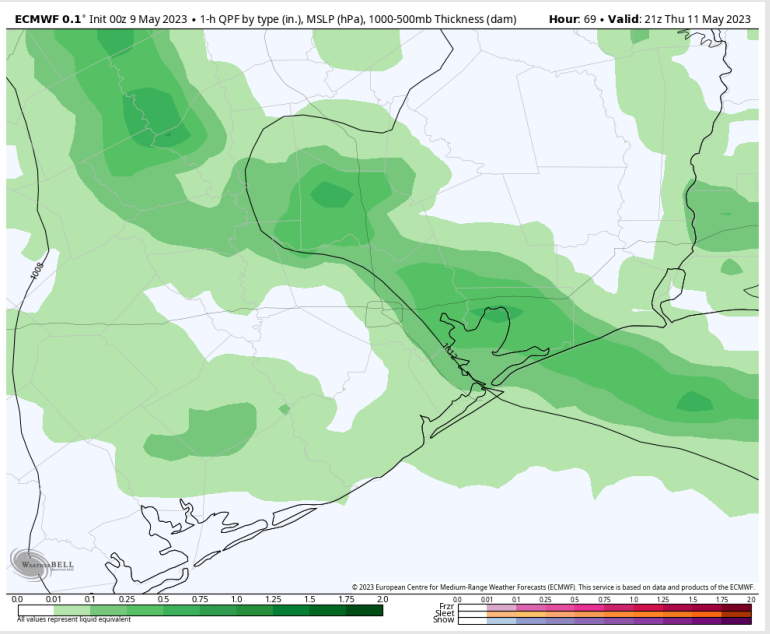 ECMWF 0.1° Init 00z 9 May 2023 • 1-h QPF by type (in.), MSLP (hPa), 1000-500mb Thickness (dam) Hour: 69 • Valid: 21z Thu 11 May 2023
1008
1012
WeatherBELL
© 2023 European Centre for Medium-Range Weather Forecasts (ECMWF). This service is based on data and products of the ECMWF.
0.0 0.01 0.1 0.25 0.5 0.75 1.0 1.25 1.5 1.75 2.0
0.0 0.01 0.1 0.25 0.5 0.75 1.0 1.25 1.5 1.75 2.0
Frzr
Sleet
Snow
All values represent liquid equivalent